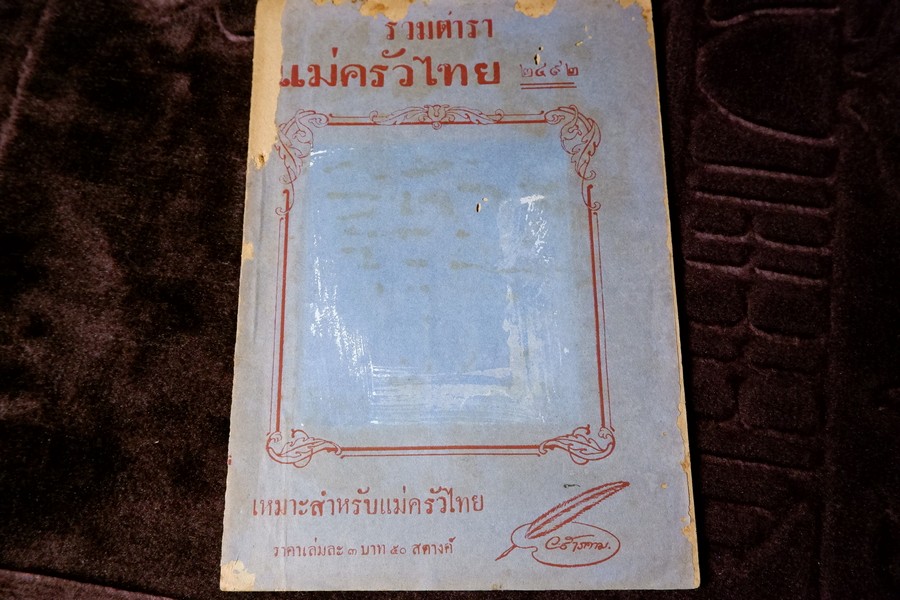 รวมตำรา
แม่ครัวไทย ๒๔๙๒
เหมาะสำหรับแม่ครัวไทย
ราคาเล่มละ ๓ บาท ๕๐ สตางค์